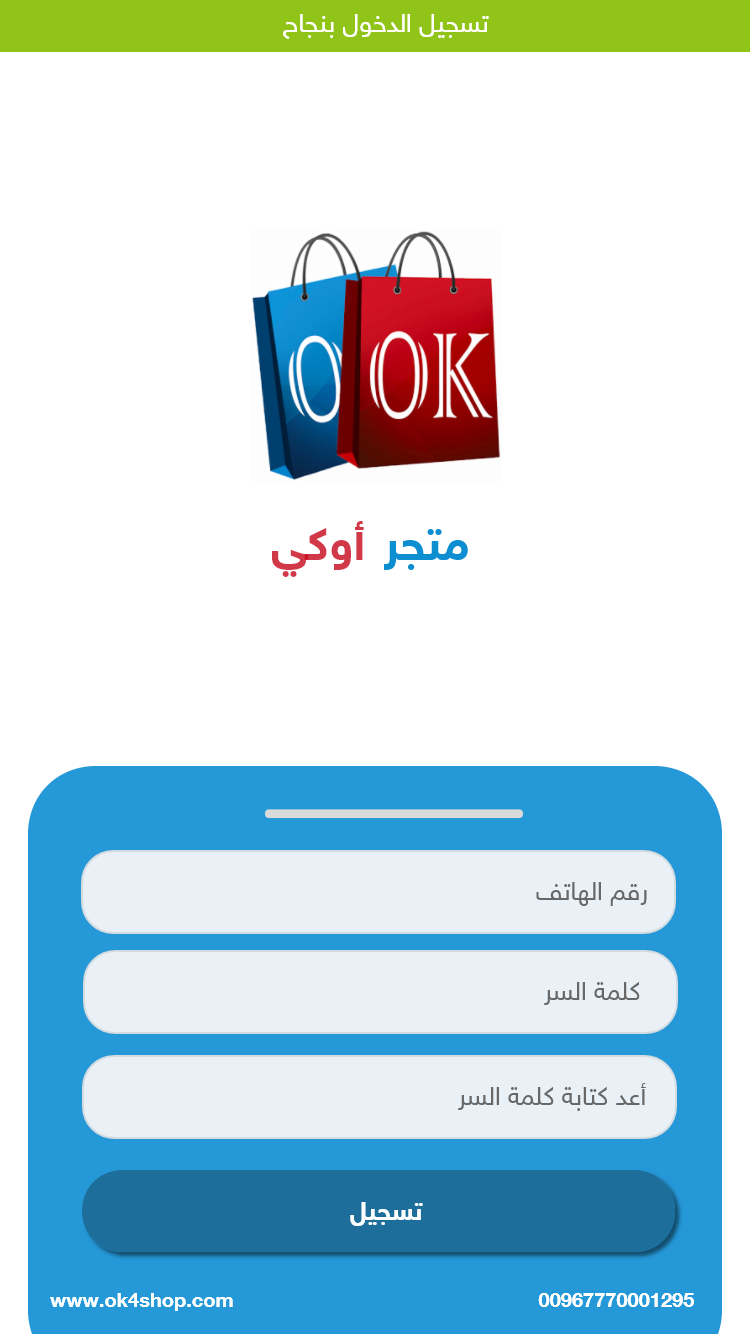 تسجيل الدخول بنجاح
O OK
متجر أوكي
رقم الهاتف
كلمة السر
أعد كتابة كلمة السر
تسجيل
www.ok4shop.com 00967770001295